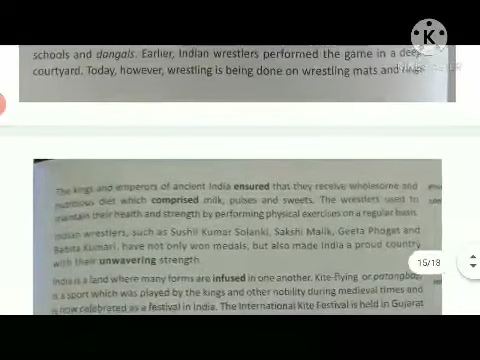 schools and dangals. Earlier, Indian wrestlers performed the game in a deep
courtyard. Today, however, wrestling is being done on wrestling mats and rings
The kings and emperors of ancient India ensured that they receive wholesome and
nutritious diet which comprised milk, pulses and sweets. The wrestlers used to
maintain their health and strength by performing physical exercises on a regular basis.
Indian wrestlers, such as Sushil Kumar Solanki, Sakshi Malik, Geeta Phogat and
Babita Kumari, have not only won medals, but also made India a proud country
with their unwavering strength.
15/18
India is a land where many forms are infused in one another. Kite-flying or patangbazi
is a sport which was played by the kings and other nobility during medieval times and
is now celebrated as a festival in India. The International Kite Festival is held in Gujarat